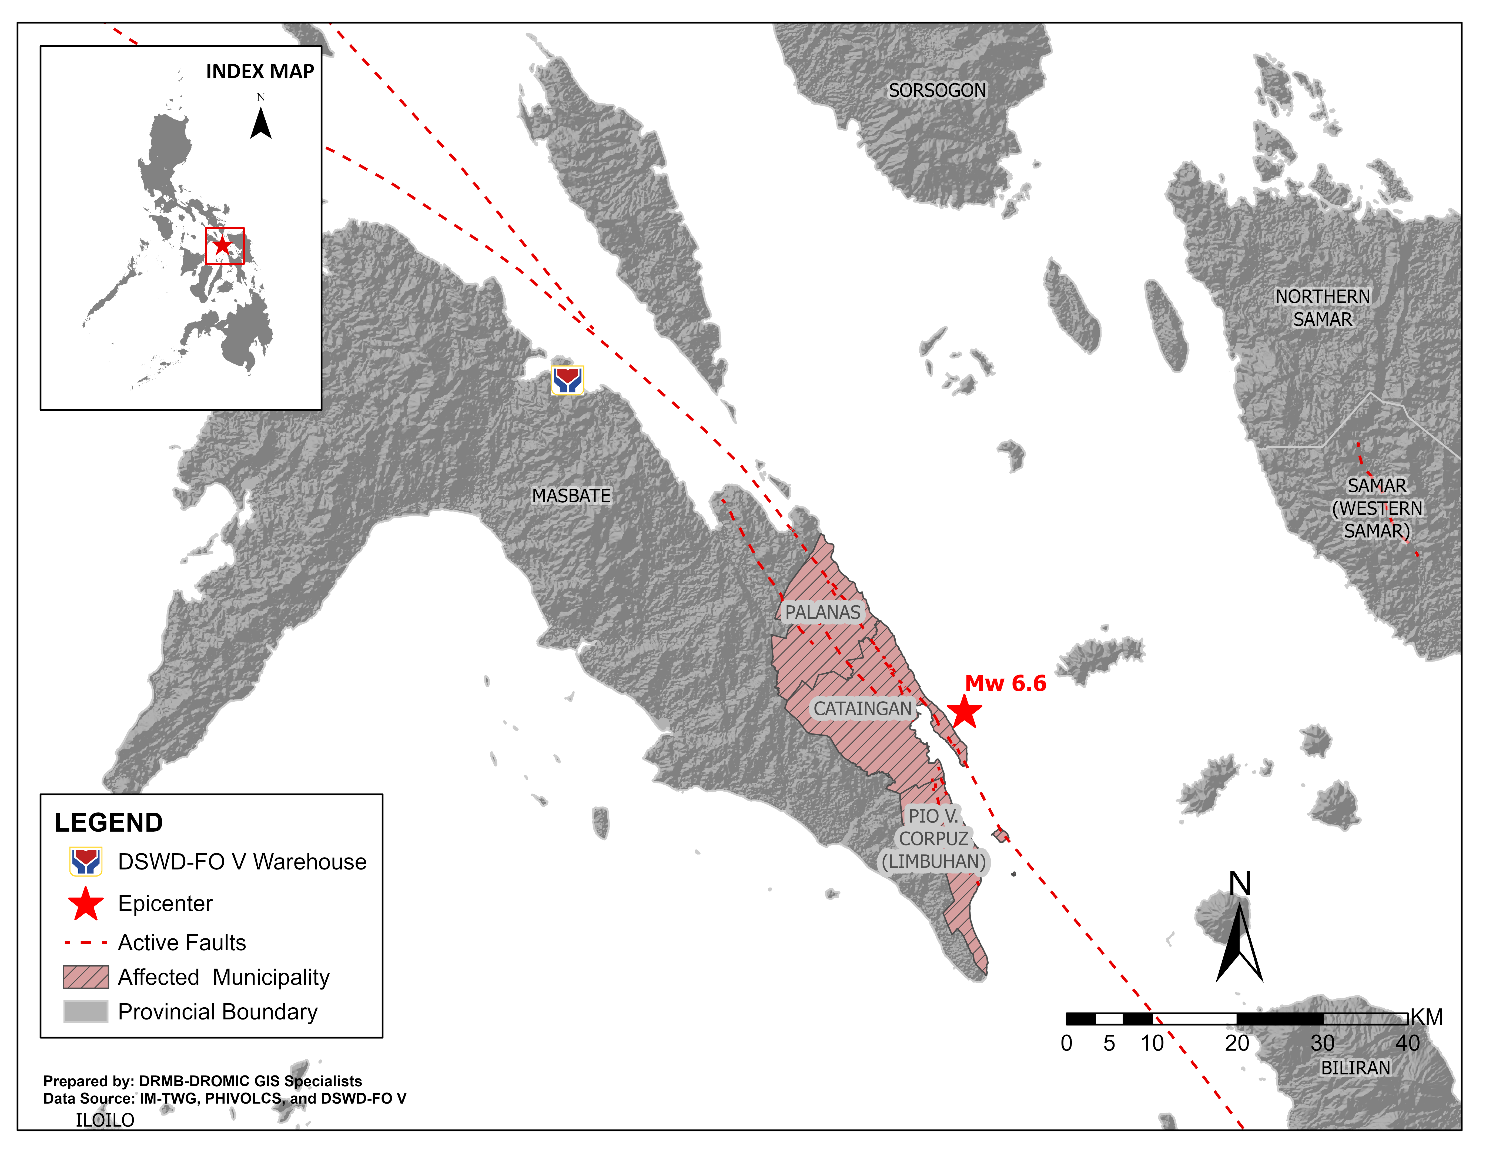 INDEX MAP
N
SORSOGON
NORTHERN
SAMAR
MASBATE
SAMAR
(WESTERN
SAMAR)
PALANAS
Mw 6.6
CATAINGAN
PIO V.
CORPUZ
(LIMBUHAN)
LEGEND
DSWD-FO V Warehouse
Epicenter
Active Faults
Affected Municipality
Provincial Boundary
N
KM
0 5 10 20 30 40
BILIRAN
Prepared by: DRMB-DROMIC GIS Specialists
Data Source: IM-TWG, PHIVOLCS, and DSWD-FO V
ILOILO